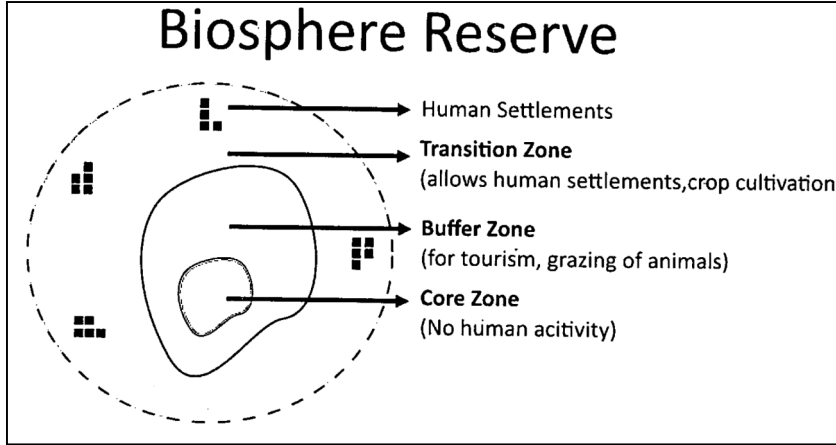 Biosphere Reserve
Human Settlements
Transition Zone
(allows human settlements,crop cultivation
Buffer Zone
(for tourism, grazing of animals)
Core Zone
(No human acitivity)